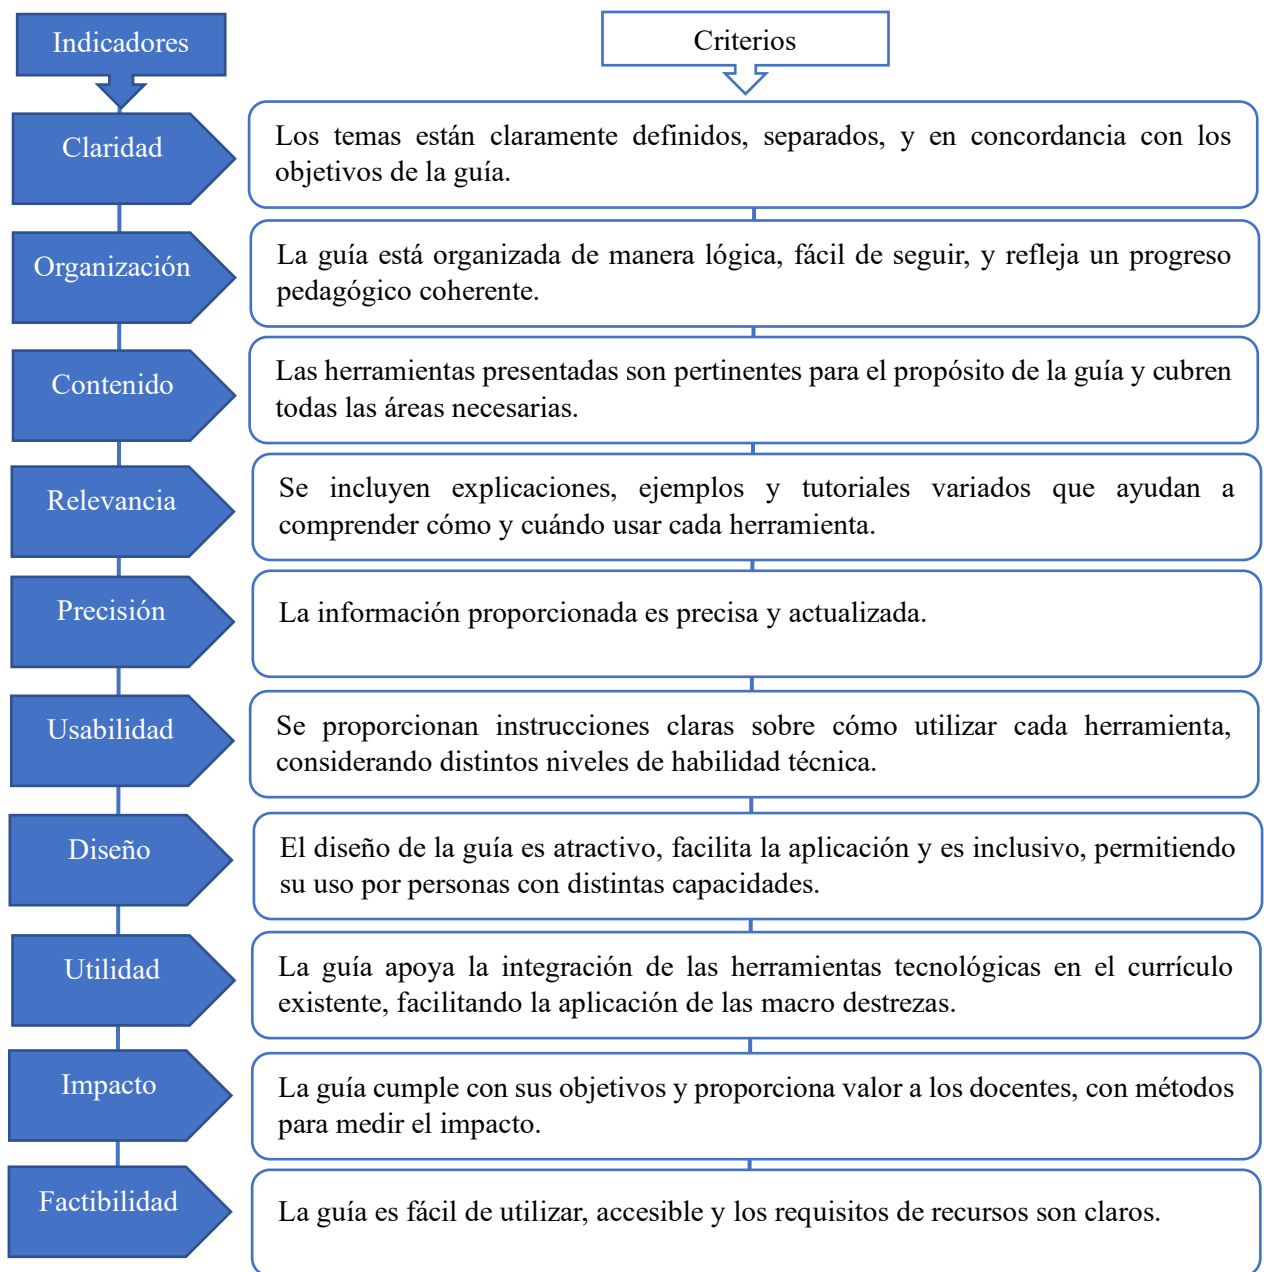 Indicadores
Criterios
Claridad
Los temas están claramente definidos, separados, y en concordancia con los
objetivos de la guía.
Organización
La guía está organizada de manera lógica, fácil de seguir, y refleja un progreso
pedagógico coherente.
Contenido
Las herramientas presentadas son pertinentes para el propósito de la guía y cubren
todas las áreas necesarias.
Relevancia
Se incluyen explicaciones, ejemplos y tutoriales variados que ayudan a
comprender cómo y cuándo usar cada herramienta.
Precisión
La información proporcionada es precisa y actualizada.
Usabilidad
Se proporcionan instrucciones claras sobre cómo utilizar cada herramienta,
considerando distintos niveles de habilidad técnica.
Diseño
El diseño de la guía es atractivo, facilita la aplicación y es inclusivo, permitiendo
su uso por personas con distintas capacidades.
Utilidad
La guía apoya la integración de las herramientas tecnológicas en el currículo
existente, facilitando la aplicación de las macro destrezas.
Impacto
La guía cumple con sus objetivos y proporciona valor a los docentes, con métodos
para medir el impacto.
Factibilidad
La guía es fácil de utilizar, accesible y los requisitos de recursos son claros.